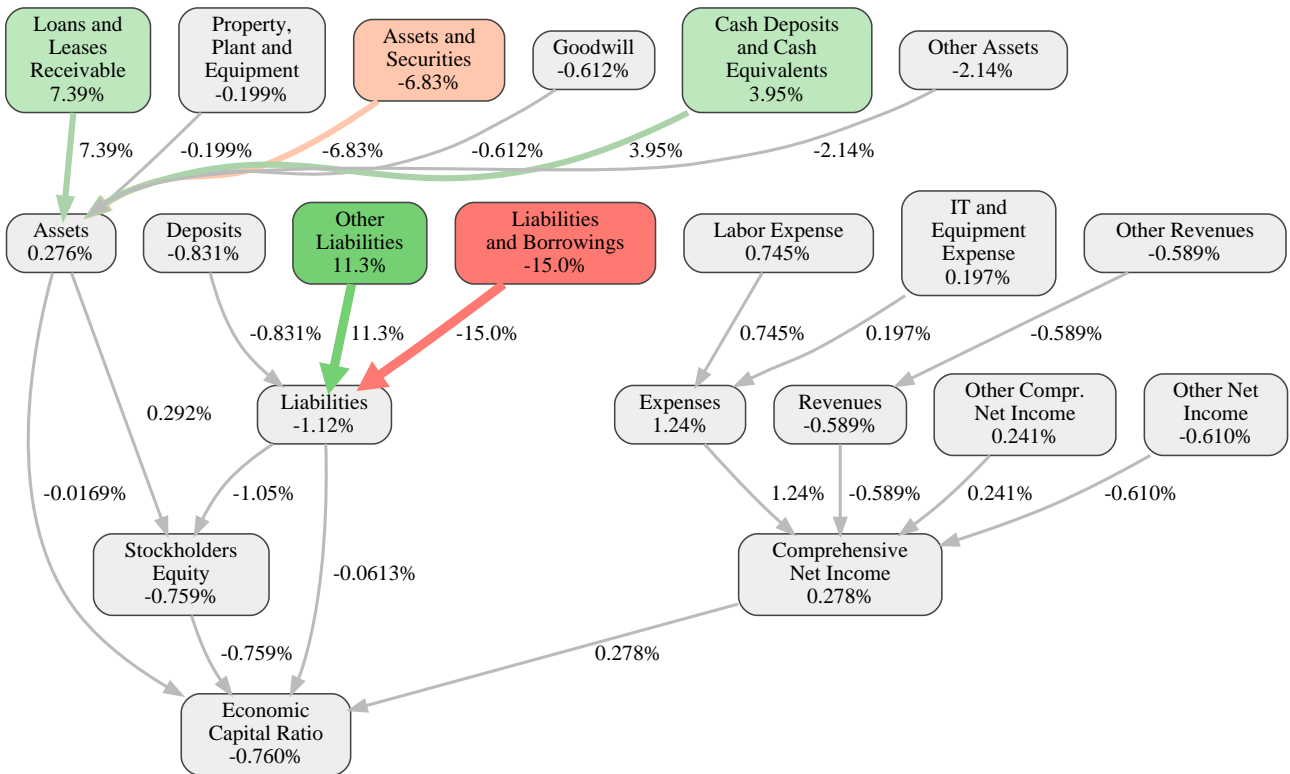 Loans and
Leases
Receivable
7.39%
Property,
Plant and
Equipment
-0.199%
Assets and
Securities
-6.83%
Goodwill
-0.612%
Cash Deposits
and Cash
Equivalents
3.95%
Other Assets
-2.14%
7.39%
-0.199%
-6.83%
-0.612%
3.95%
-2.14%
Assets
0.276%
Deposits
-0.831%
Other
Liabilities
11.3%
Liabilities
and Borrowings
-15.0%
Labor Expense
0.745%
IT and
Equipment
Expense
0.197%
Other Revenues
-0.589%
-0.831%
11.3%
-15.0%
0.745%
0.197%
-0.589%
0.292%
Liabilities
-1.12%
Expenses
1.24%
Revenues
-0.589%
Other Compr.
Net Income
0.241%
Other Net
Income
-0.610%
-0.0169%
-1.05%
1.24%
-0.589%
0.241%
-0.610%
Stockholders
Equity
-0.759%
-0.0613%
Comprehensive
Net Income
0.278%
-0.759%
0.278%
Economic
Capital Ratio
-0.760%